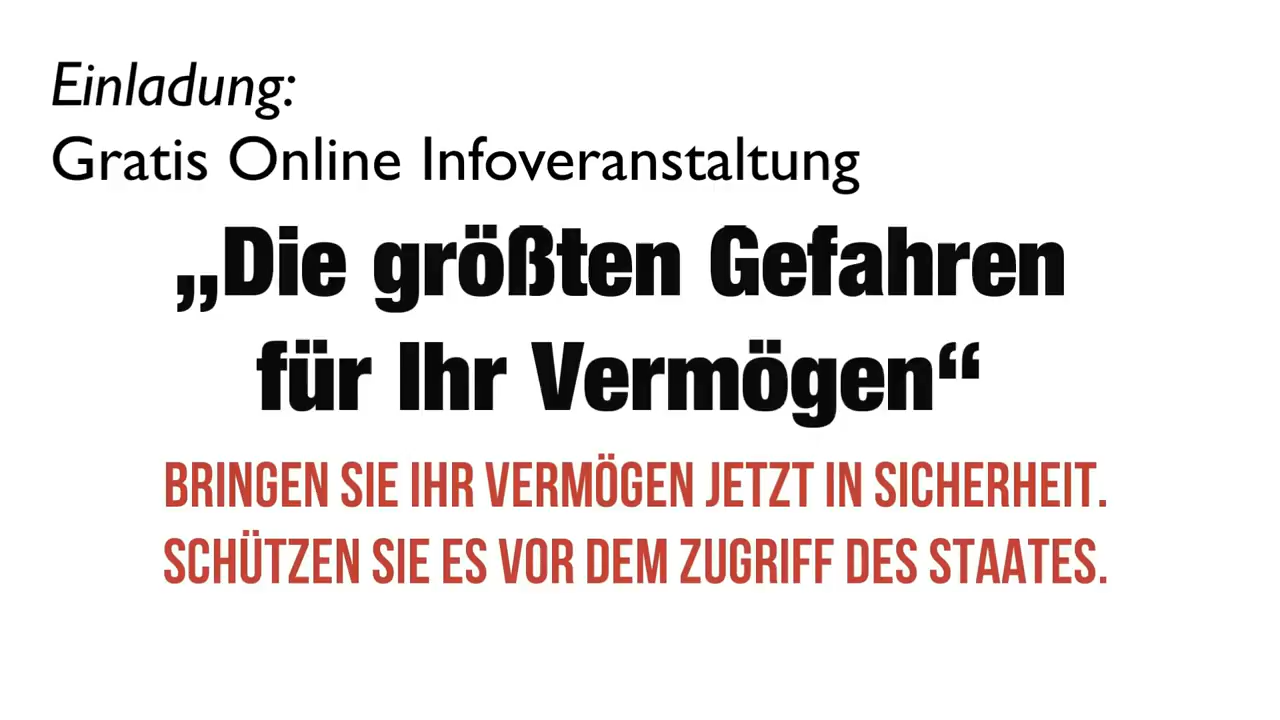 Einladung:
Gratis Online Infoveranstaltung
„Die größten Gefahren
für Ihr Vermögen“
BRINGEN SIE IHR VERMÖGEN JETZT IN SICHERHEIT.
SCHÜTZEN SIE ES VOR DEM ZUGRIFF DES STAATES.